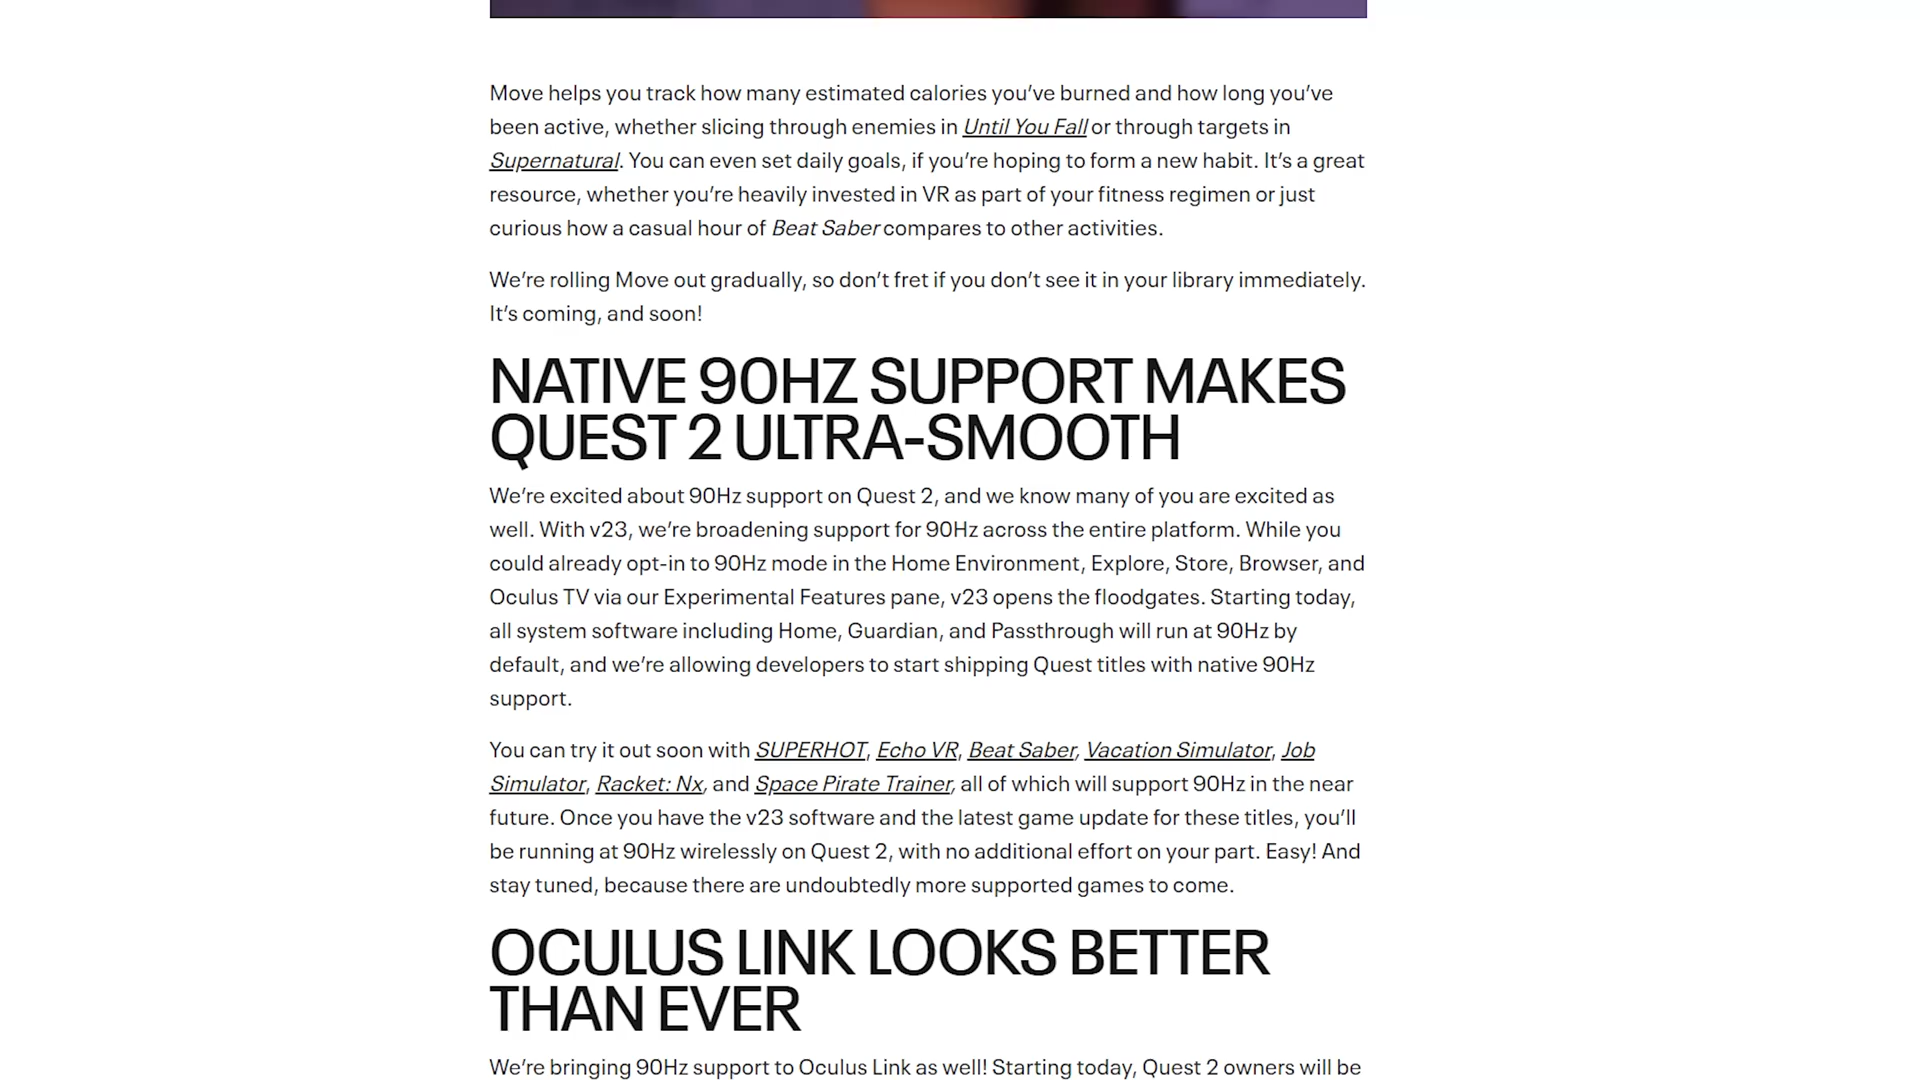 Move helps you track how many estimated calories you’ve burned and how long you’ve
been active, whether slicing through enemies in Until You Fall or through targets in
Supernatural. You can even set daily goals, if you’re hoping to form a new habit. It’s a great
resource, whether you’re heavily invested in VR as part of your fitness regimen or just
curious how a casual hour of Beat Saber compares to other activities.
We’re rolling Move out gradually, so don’t fret if you don’t see it in your library immediately.
It’s coming, and soon!
NATIVE 90HZ SUPPORT MAKES
QUEST 2 ULTRA-SMOOTH
We’re excited about 90Hz support on Quest 2, and we know many of you are excited as
well. With v23, we’re broadening support for 90Hz across the entire platform. While you
could already opt-in to 90Hz mode in the Home Environment, Explore, Store, Browser, and
Oculus TV via our Experimental Features pane, v23 opens the floodgates. Starting today,
all system software including Home, Guardian, and Passthrough will run at 90Hz by
default, and we’re allowing developers to start shipping Quest titles with native 90Hz
support.
You can try it out soon with SUPERHOT, Echo VR, Beat Saber, Vacation Simulator, Job
Simulator, Racket: Nx, and Space Pirate Trainer, all of which will support 90Hz in the near
future. Once you have the v23 software and the latest game update for these titles, you’ll
be running at 90Hz wirelessly on Quest 2, with no additional effort on your part. Easy! And
stay tuned, because there are undoubtedly more supported games to come.
OCULUS LINK LOOKS BETTER
THAN EVER
We’re bringing 90Hz support to Oculus Link as well! Starting today, Quest 2 owners will be